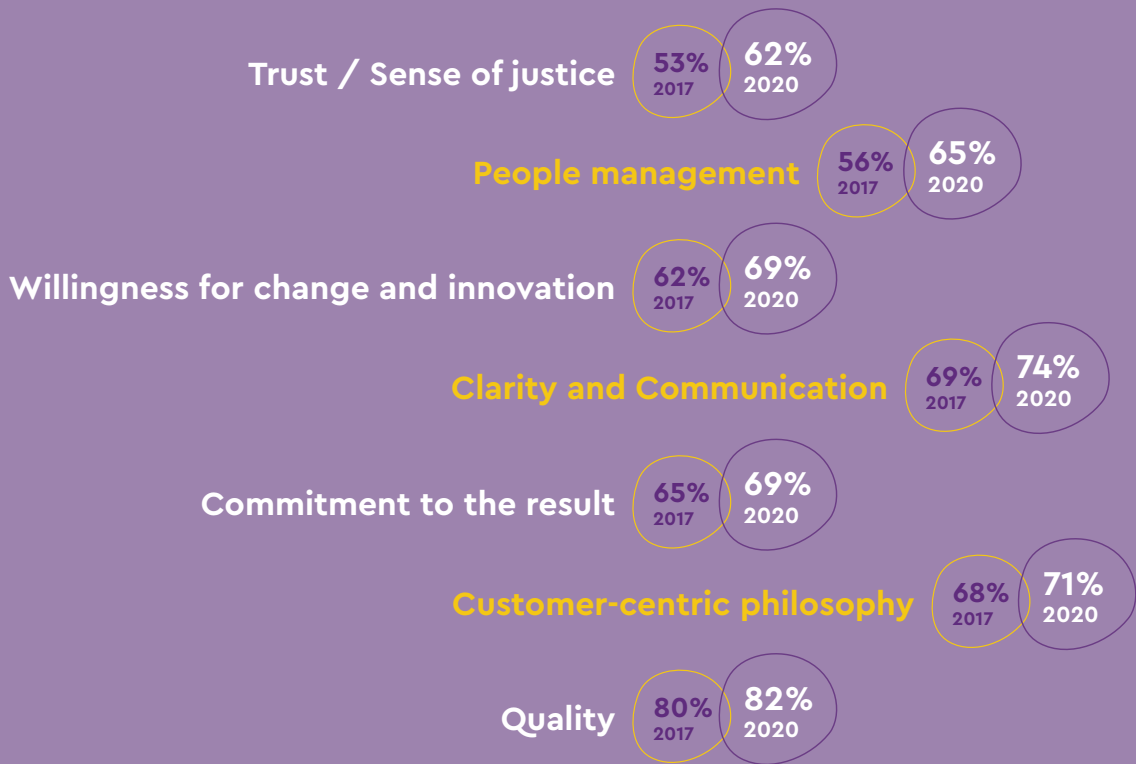 Trust / Sense of justice 53% 62%
2017 2020
People management 56% 65%
2017 2020
Willingness for change and innovation 62% 69%
2017 2020
Clarity and Communication 69% 74%
2017 2020
Commitment to the result 65% 69%
2017 2020
Customer-centric philosophy 68% 71%
2017 2020
Quality 80% 82%
2017 2020